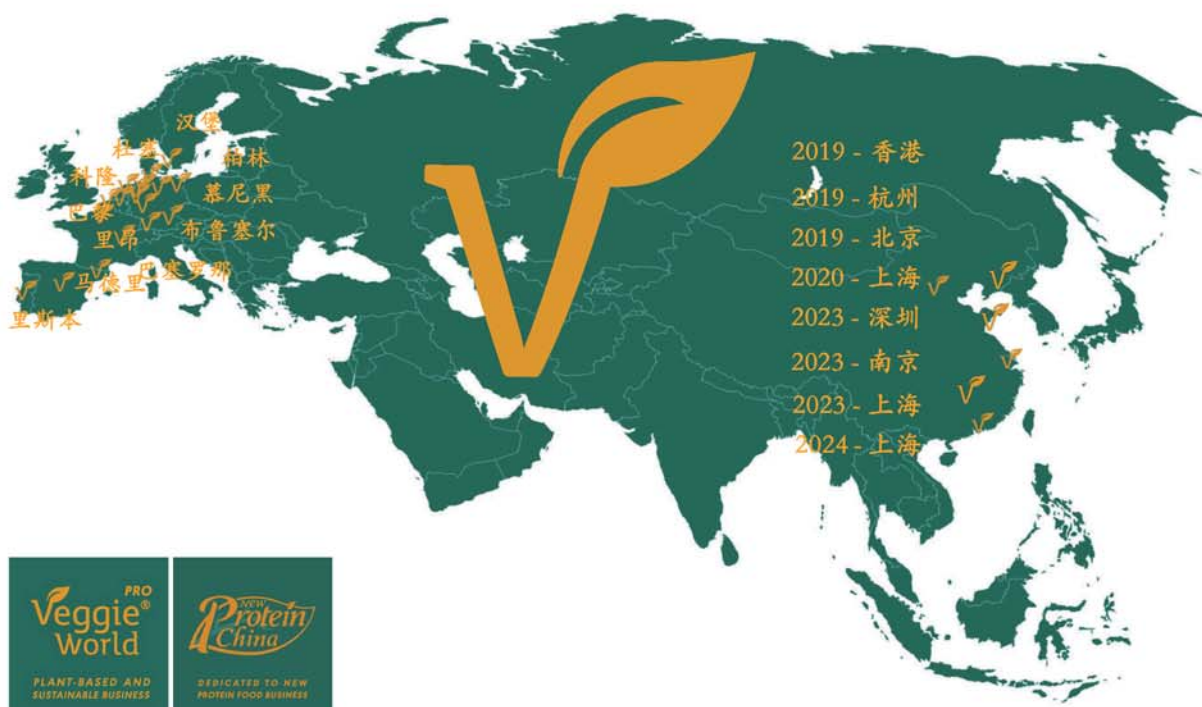 汉堡
杜塞
柏林
科隆
慕尼黑
巴黎
里昂
布鲁塞尔
马德里
巴塞罗那
里斯本
2019 - 香港
2019 - 杭州
2019 - 北京
2020 - 上海
2023 - 深圳
2023 - 南京
2023 - 上海
2024 - 上海
PRO
Veggie®
World
PLANT-BASED AND
SUSTAINABLE BUSINESS
NEW
Protein
China
DEDICATED TO NEW
PROTEIN FOOD BUSINESS